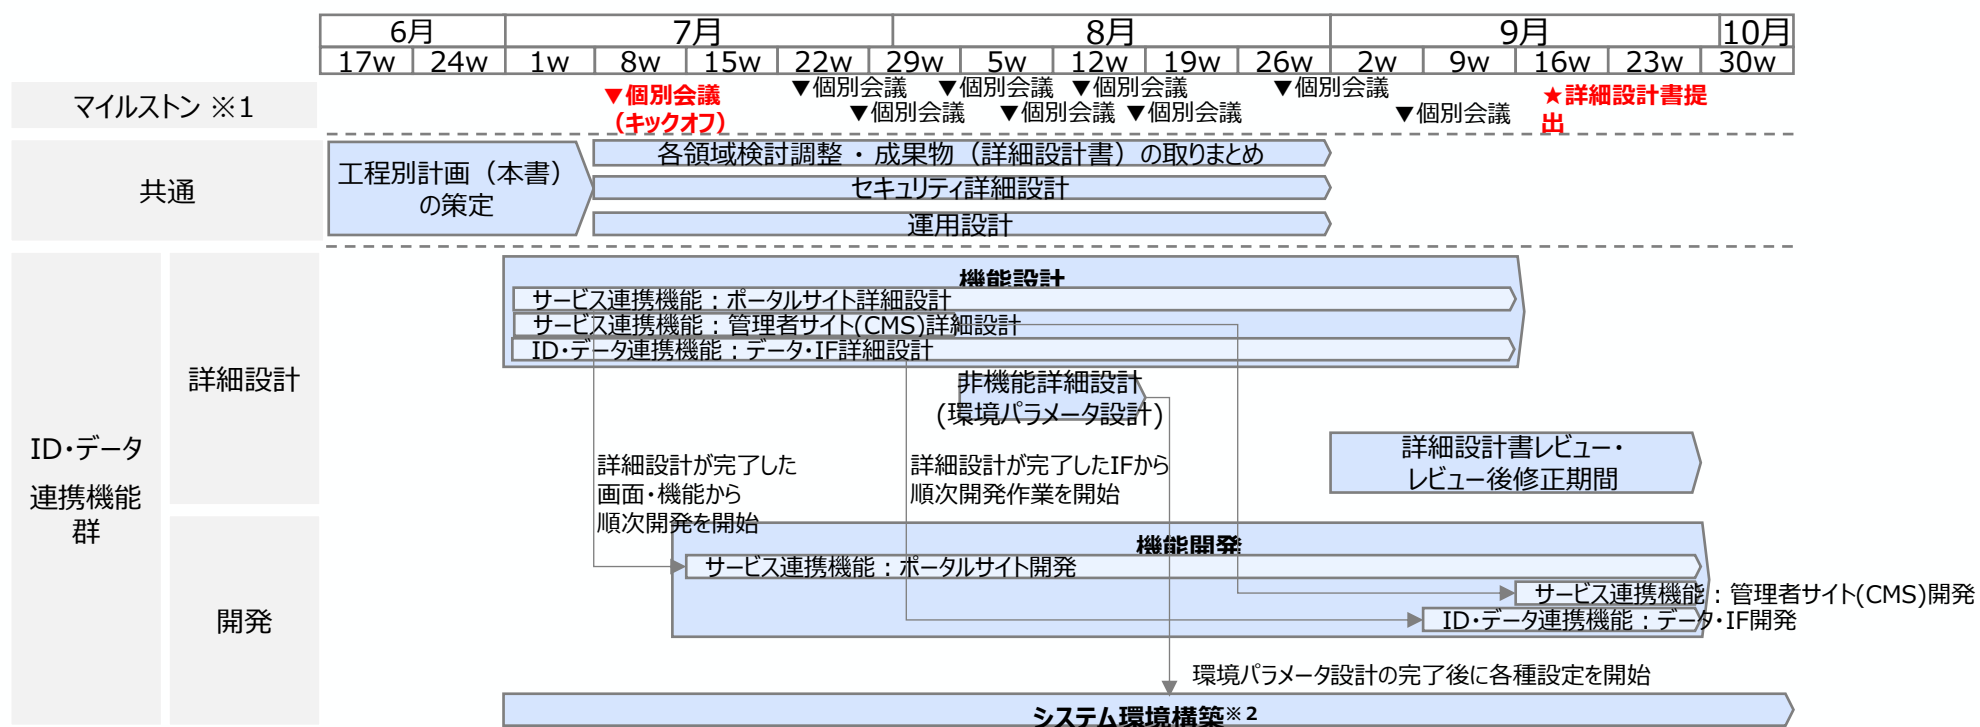 6月 7月 8月 9月 10月
17w 24w 1w 8w 15w 22w 29w 5w 12w 19w 26w 2w 9w 16w 23w 30w
マイルストン ※1
▼個別会議
（キックオフ）
▼個別会議
▼個別会議
▼個別会議
▼個別会議
▼個別会議
▼個別会議
▼個別会議
▼個別会議
★詳細設計書提
出
共通
工程別計画（本書）
の策定
各領域検討調整・成果物（詳細設計書）の取りまとめ
セキュリティ詳細設計
運用設計
ID・データ
連携機能
群
詳細設計
機能設計
サービス連携機能：ポータルサイト詳細設計
サービス連携機能：管理者サイト(CMS)詳細設計
ID・データ連携機能：データ・IF詳細設計
非機能詳細設計
(環境パラメータ設計)
詳細設計書レビュー・
レビュー後修正期間
詳細設計が完了した
画面・機能から
順次開発を開始
詳細設計が完了したIFから
順次開発作業を開始
開発
機能開発
サービス連携機能：ポータルサイト開発
サービス連携機能：管理者サイト(CMS)開発
ID・データ連携機能：データ・IF開発
環境パラメータ設計の完了後に各種設定を開始
システム環境構築※2